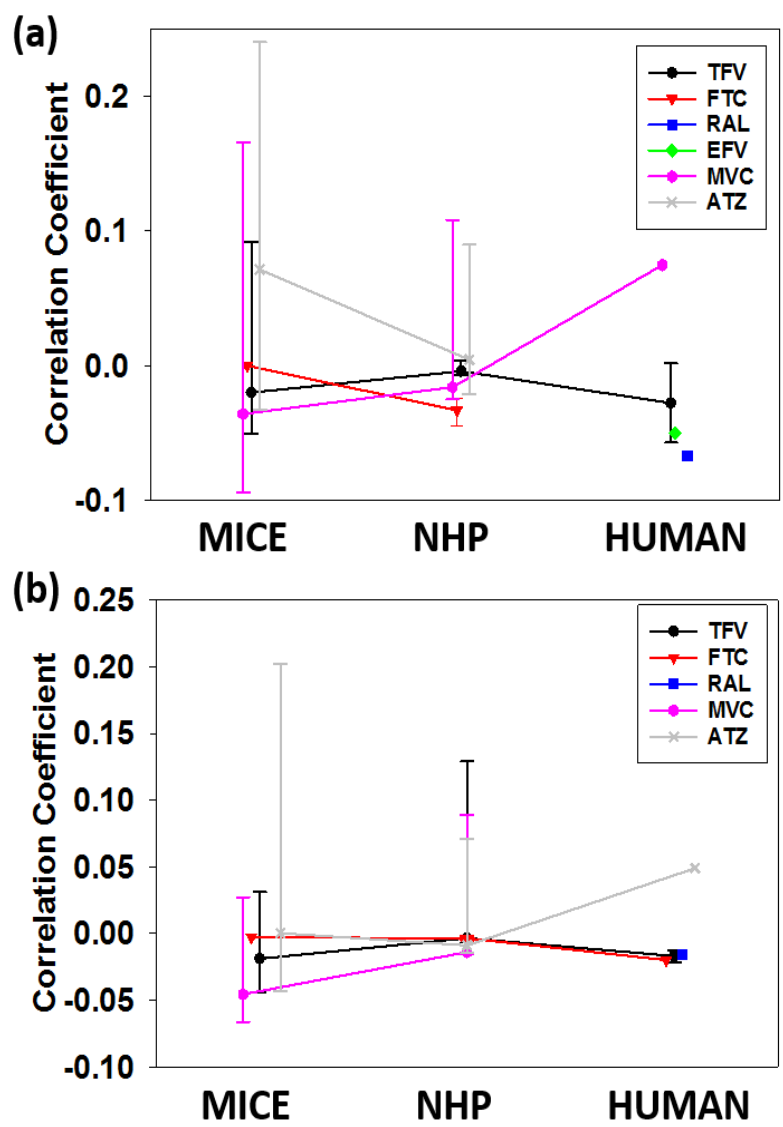 (a)
Correlation Coefficient
0.2
0.1
0.0
-0.1
TFV
FTC
RAL
EFV
MVC
ATZ
MICE NHP HUMAN
(b)
Correlation Coefficient
0.25
0.20
0.15
0.10
0.05
0.00
-0.05
-0.10
TFV
FTC
RAL
MVC
ATZ
MICE NHP HUMAN